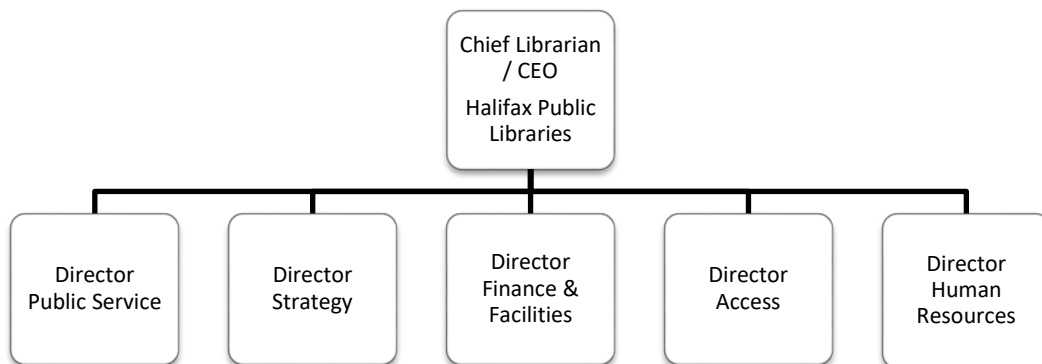 Chief Librarian
/ CEO
Halifax Public
Libraries
Director
Public Service
Director
Strategy
Director
Finance &
Facilities
Director
Access
Director
Human
Resources